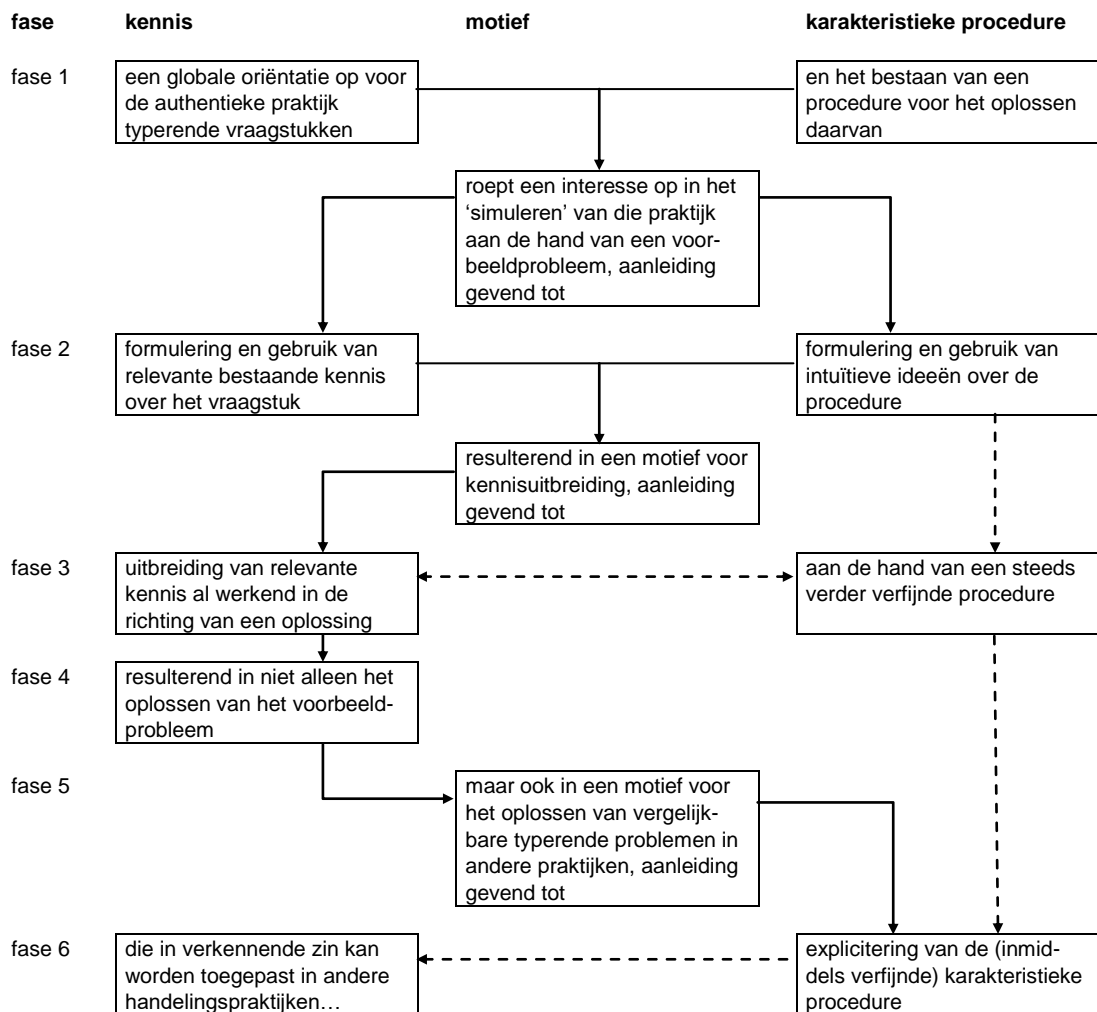 fase kennis motief karakteristieke procedure
fase 1
een globale oriëntatie op voor
de authentieke praktijk
typerende vraagstukken
en het bestaan van een
procedure voor het oplossen
daarvan
roept een interesse op in het
‘simuleren’ van die praktijk
aan de hand van een voor-
beeldprobleem, aanleiding
gevend tot
fase 2
formulering en gebruik van
relevante bestaande kennis
over het vraagstuk
formulering en gebruik van
intuïtieve ideeën over de
procedure
resulterend in een motief voor
kennisuitbreiding, aanleiding
gevend tot
fase 3
uitbreiding van relevante
kennis al werkend in de
richting van een oplossing
aan de hand van een steeds
verder verfijnde procedure
fase 4
resulterend in niet alleen het
oplossen van het voorbeeld-
probleem
fase 5
maar ook in een motief voor
het oplossen van vergelijk-
bare typerende problemen in
andere praktijken, aanleiding
gevend tot
fase 6
die in verkennende zin kan
worden toegepast in andere
handelingspraktijken…
explicitering van de (inmid-
dels verfijnde) karakteristieke
procedure